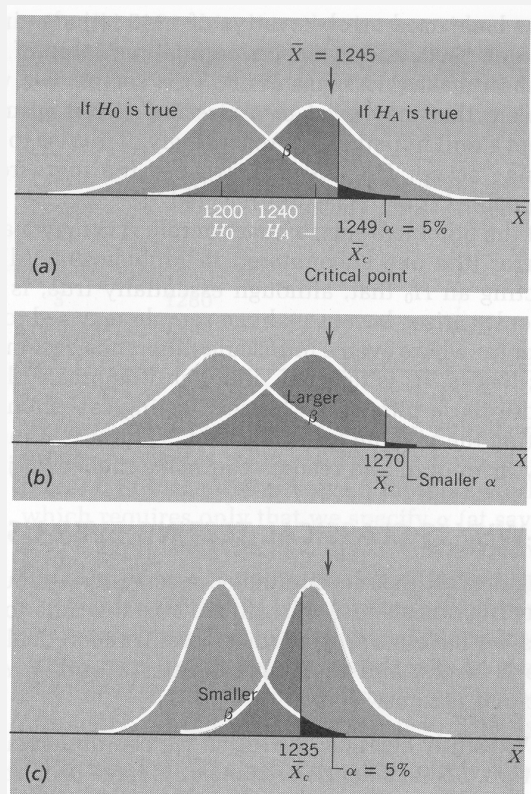 X̄ = 1245
If H₀ is true
If H_A is true
β
1200 1240
H₀ H_A
1249 α = 5%
X̄
X̄_c
(a)
Critical point
Larger
β
1270
X
X̄_c
Smaller α
(b)
Smaller
β
1235
X̄
X̄_c
α = 5%
(c)